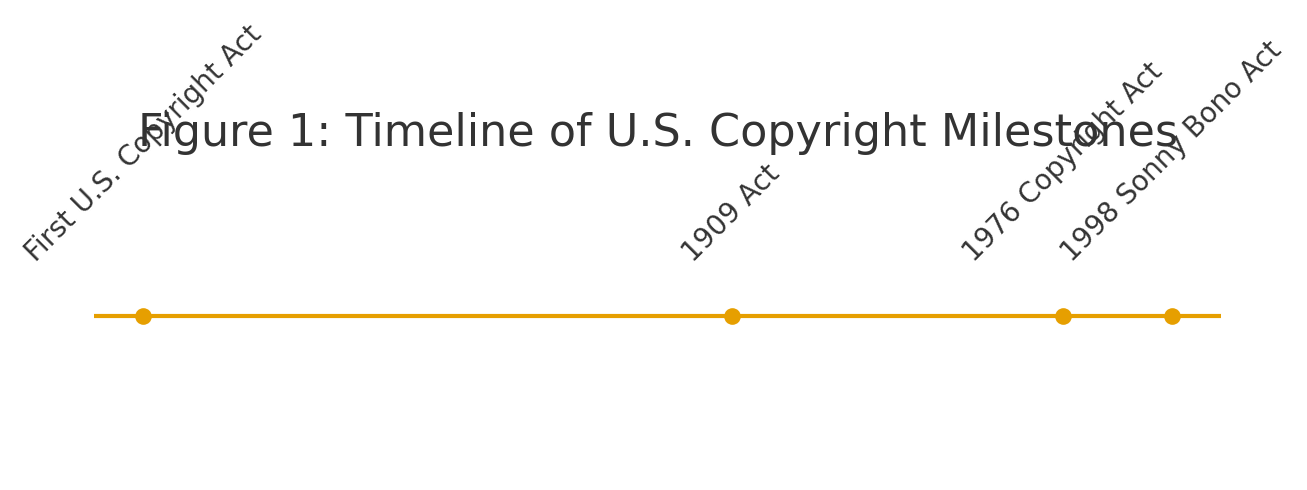 Figure 1: Timeline of U.S. Copyright Milestones
First U.S. Copyright Act
1909 Act
1976 Copyright Act
1998 Sonny Bono Act